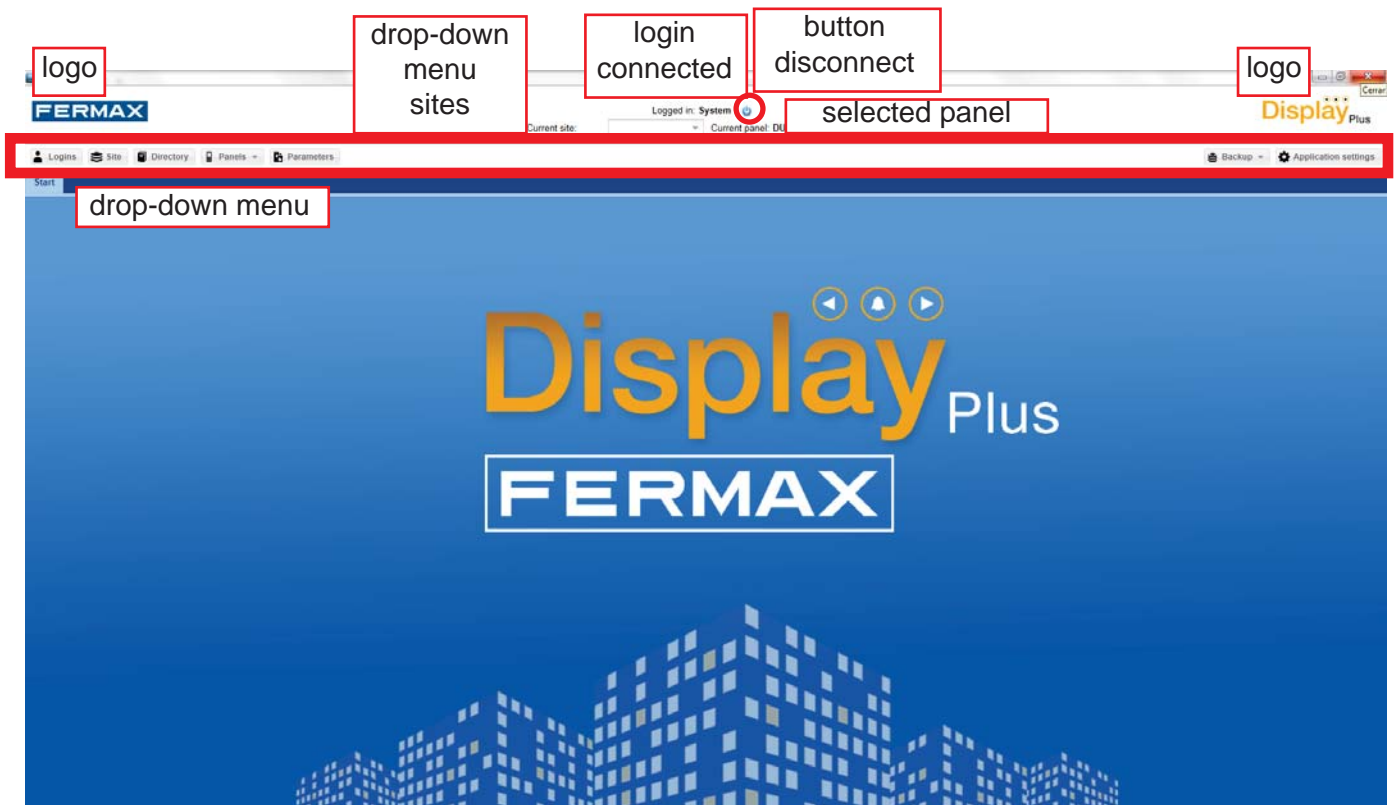 logo
drop-down
menu
sites
login
connected
button
disconnect
logo
Cerrar
FERMAX
Logged in: System
selected panel
Display Plus
Current site:
Current panel: DU
Logins Site Directory Panels Parameters Backup Application settings
Start
drop-down menu
Display Plus
FERMAX